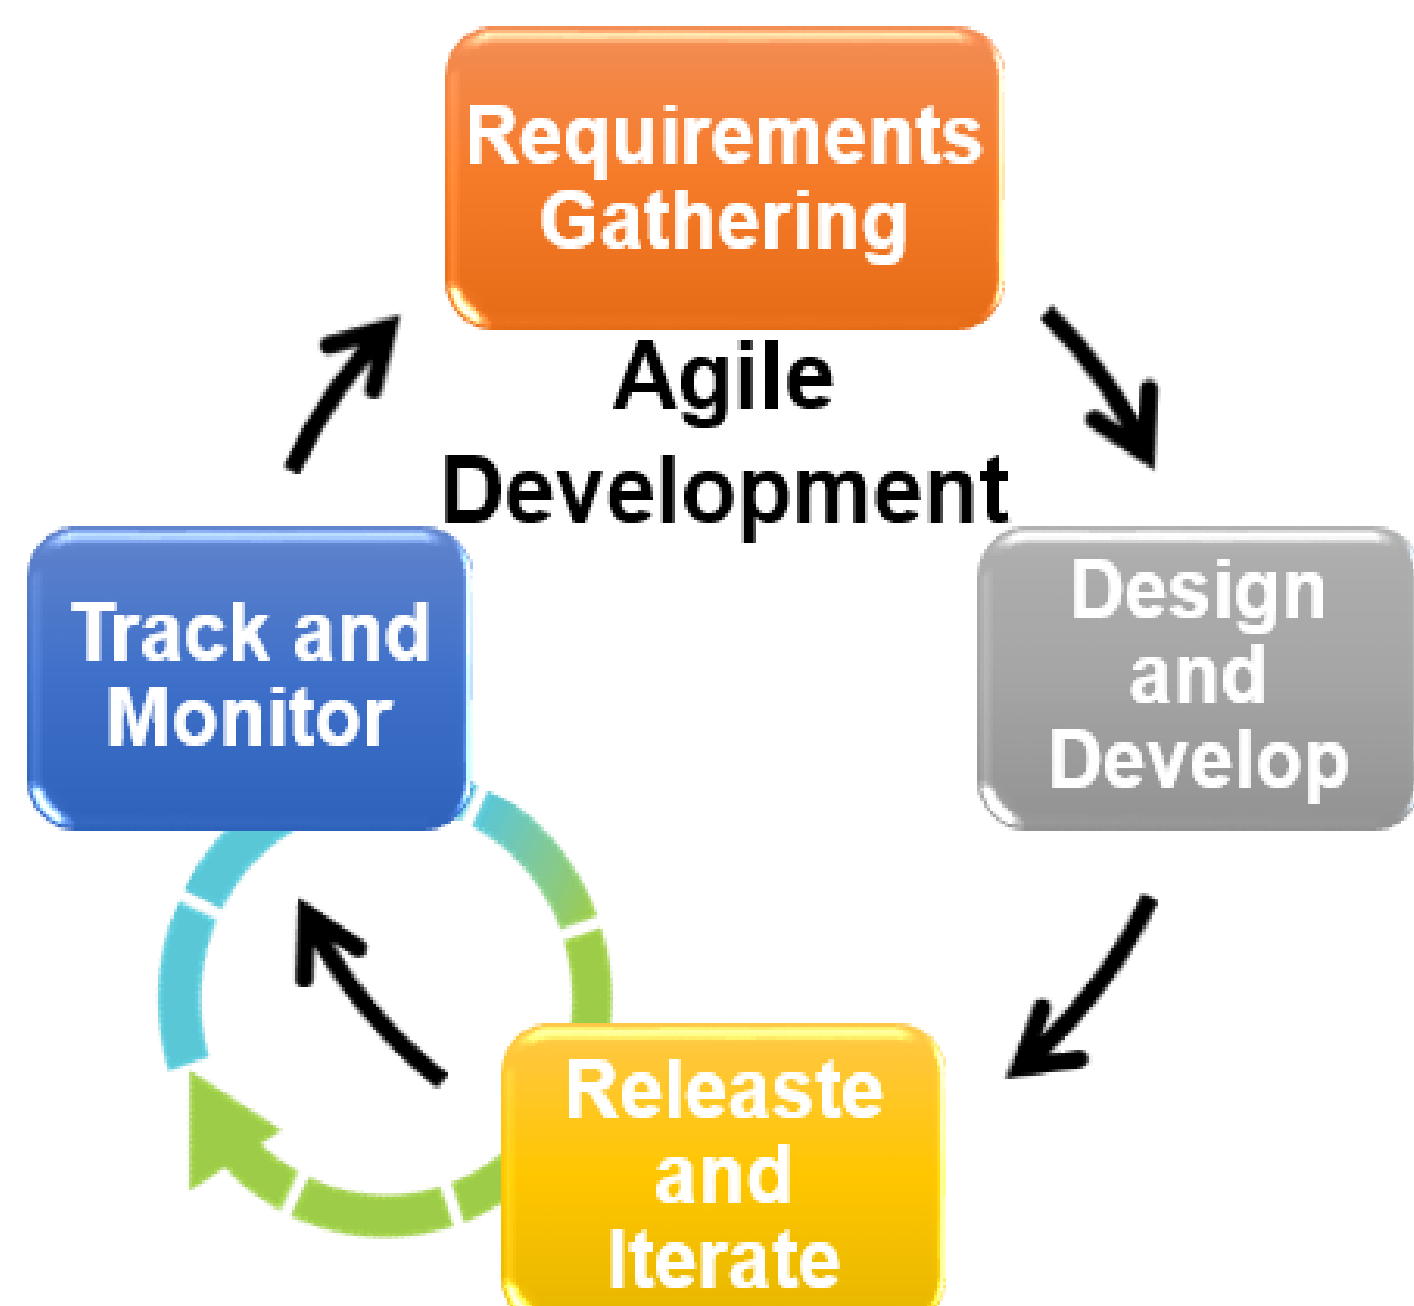 Requirements
Gathering
Agile
Development
Track and
Monitor
Design
and
Develop
Releaste
and
Iterate